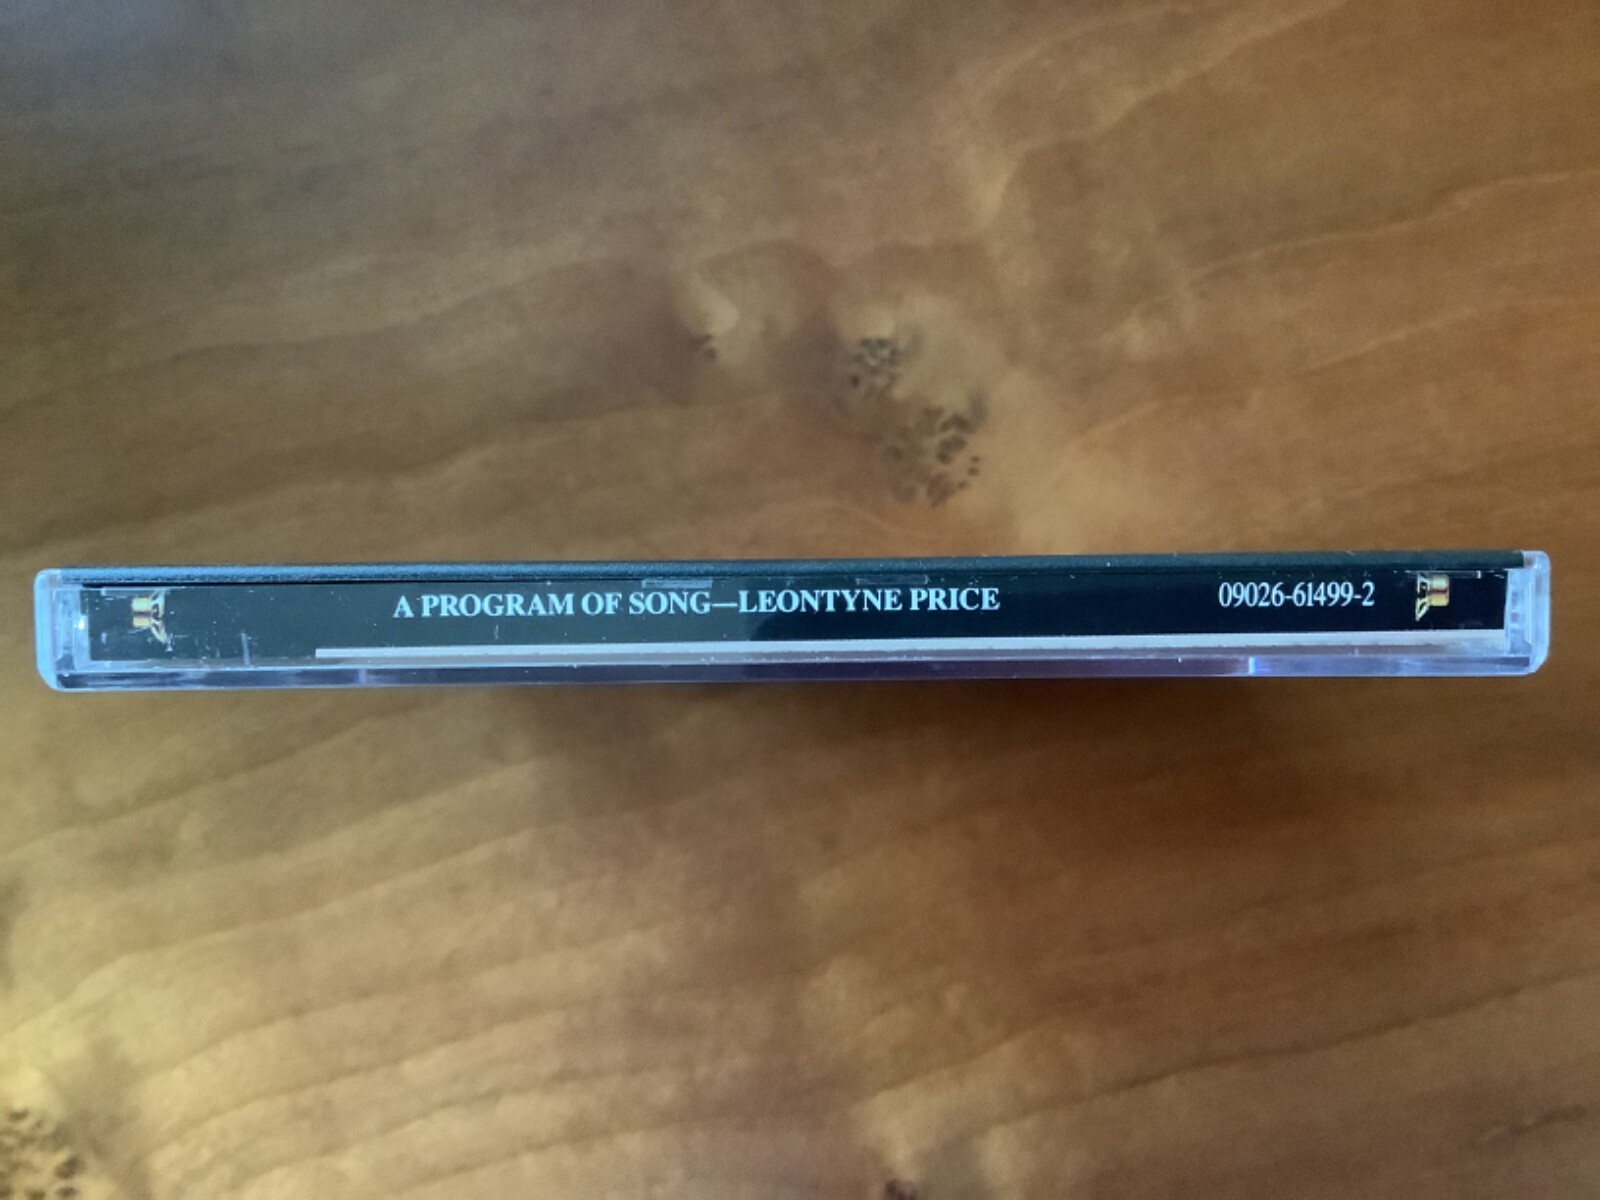 A PROGRAM OF SONG—LEONTYNE PRICE 09026-61499-2